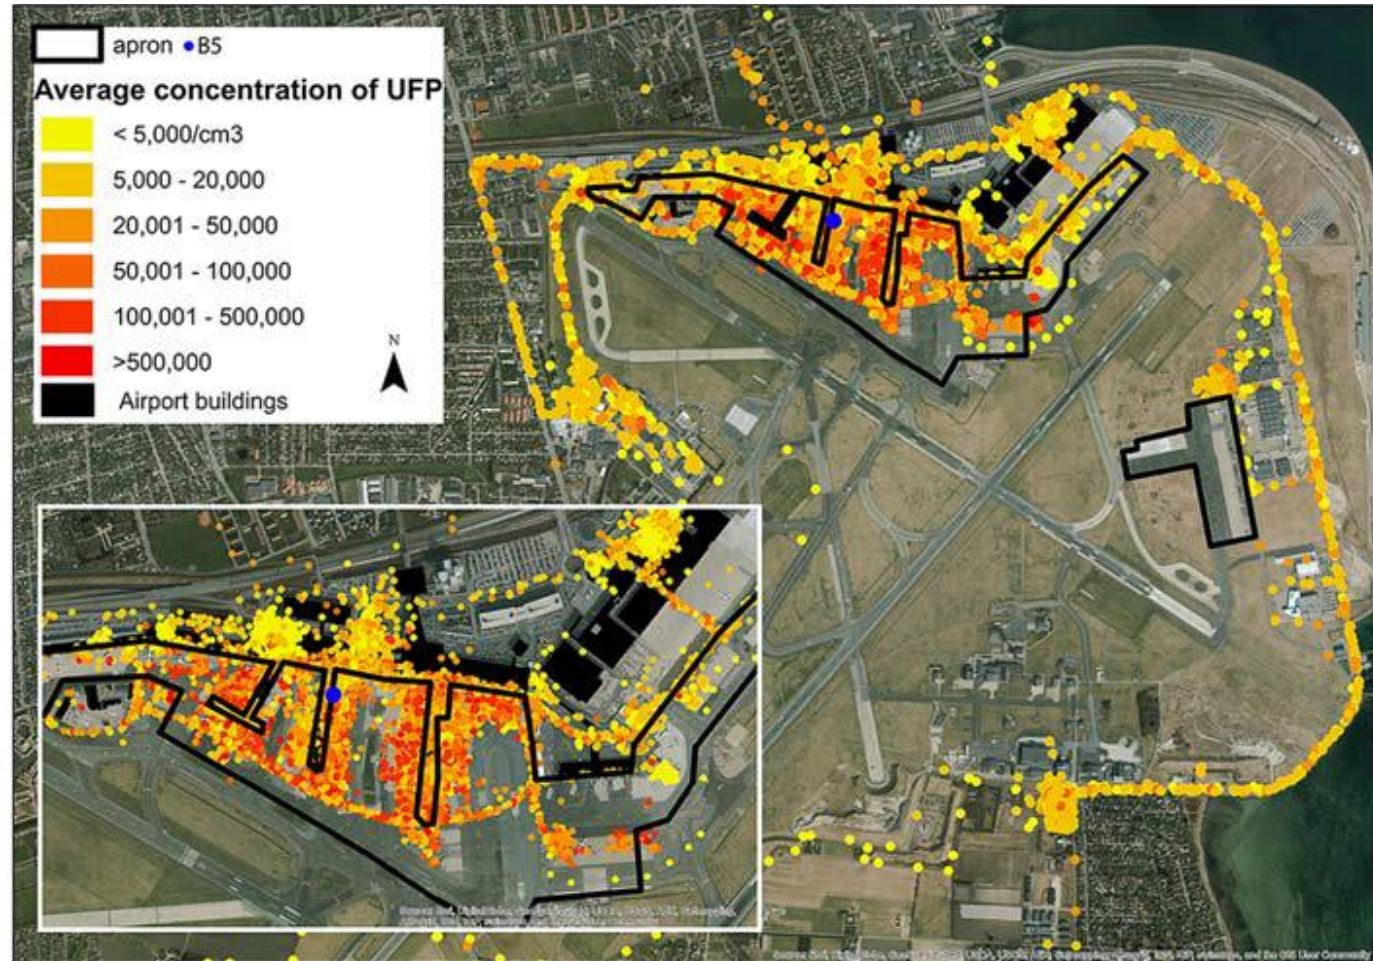 apron • B5
Average concentration of UFP
< 5,000/cm3
5,000 - 20,000
20,001 - 50,000
50,001 - 100,000
100,001 - 500,000
>500,000
Airport buildings
N